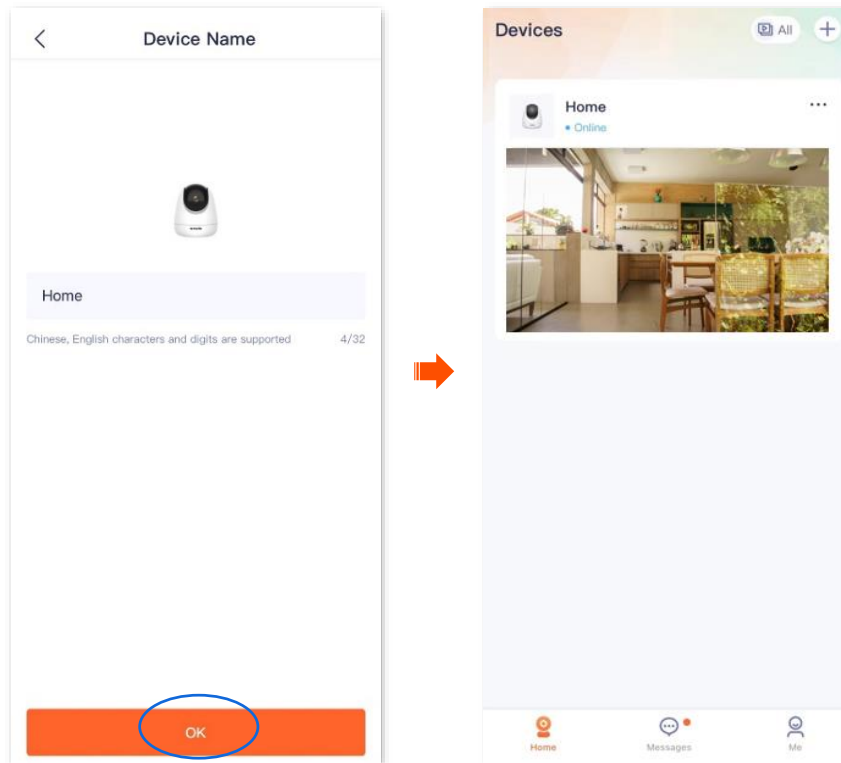 Device Name
Home
Chinese, English characters and digits are supported 4/32
OK
Devices
All
Home
Online
Home
Messages
Me